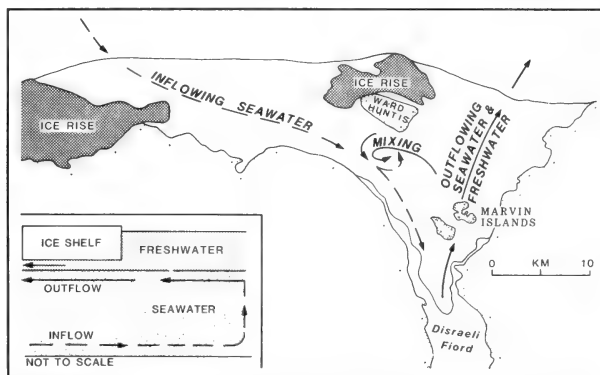 ICE RISE
ICE RISE
WARD
HUNT IS
INFLOWING SEAWATER
MIXING
OUTFLOWING
SEAWATER &
FRESHWATER
MARVIN
ISLANDS
0 KM 10
Disraeli
Fiord
ICE SHELF
FRESHWATER
OUTFLOW
SEAWATER
INFLOW
NOT TO SCALE